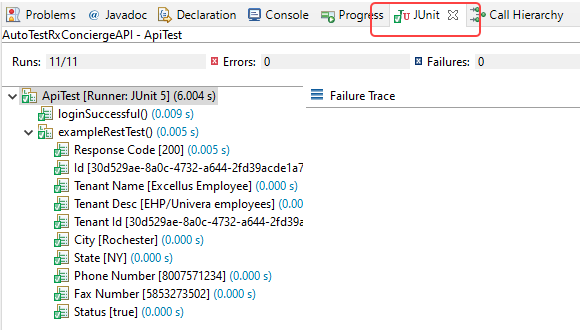 Problems @ Javadoc Declaration Console Progress JUnit Call Hierarchy
AutoTestRxConciergeAPI - ApiTest
Runs: 11/11 Errors: 0 Failures: 0
ApiTest [Runner: JUnit 5] (6.004 s)
Failure Trace
loginSuccessful() (0.009 s)
exampleRestTest() (0.005 s)
Response Code [200] (0.005 s)
Id [30d529ae-8a0c-4732-a644-2fd39acde1a7
Tenant Name [Excellus Employee] (0.000 s)
Tenant Desc [EHP/Univera employees] (0.000 s)
Tenant Id [30d529ae-8a0c-4732-a644-2fd39a
City [Rochester] (0.000 s)
State [NY] (0.000 s)
Phone Number [8007571234] (0.000 s)
Fax Number [5853273502] (0.000 s)
Status [true] (0.000 s)